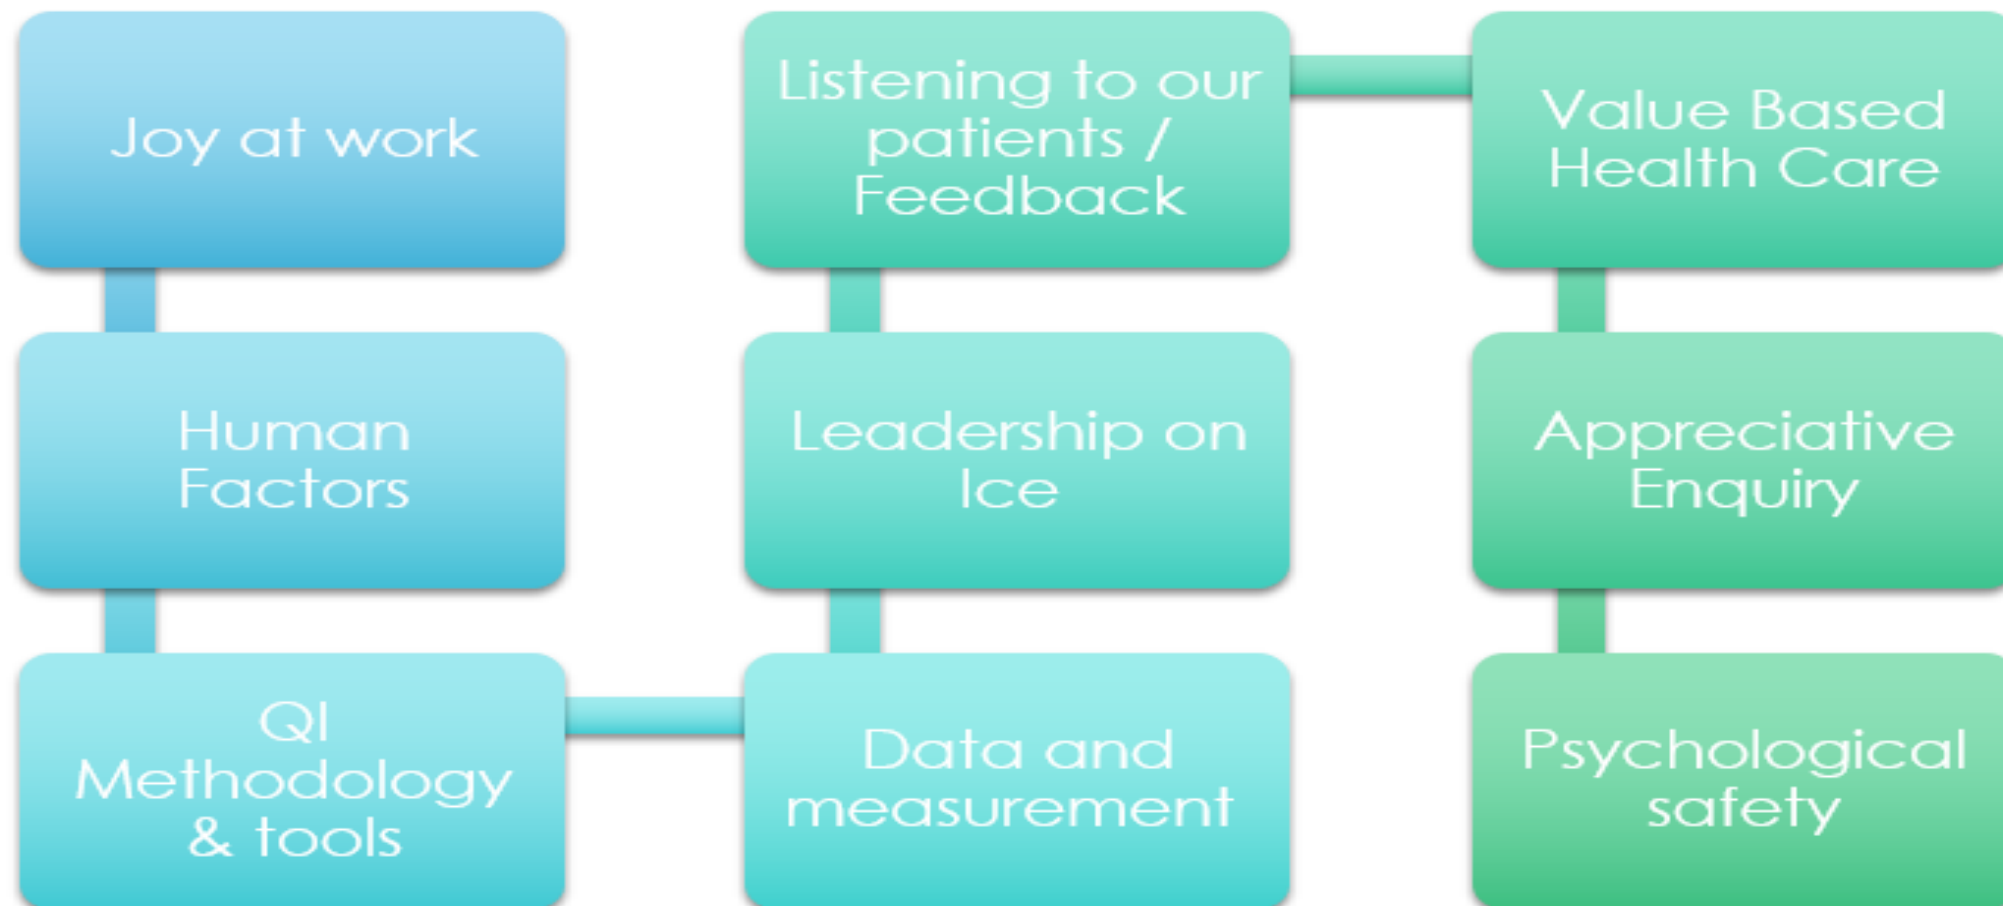 Joy at work
Human
Factors
QI
Methodology
& tools
Data and
measurement
Leadership on
Ice
Listening to our
patients /
Feedback
Value Based
Health Care
Appreciative
Enquiry
Psychological
safety